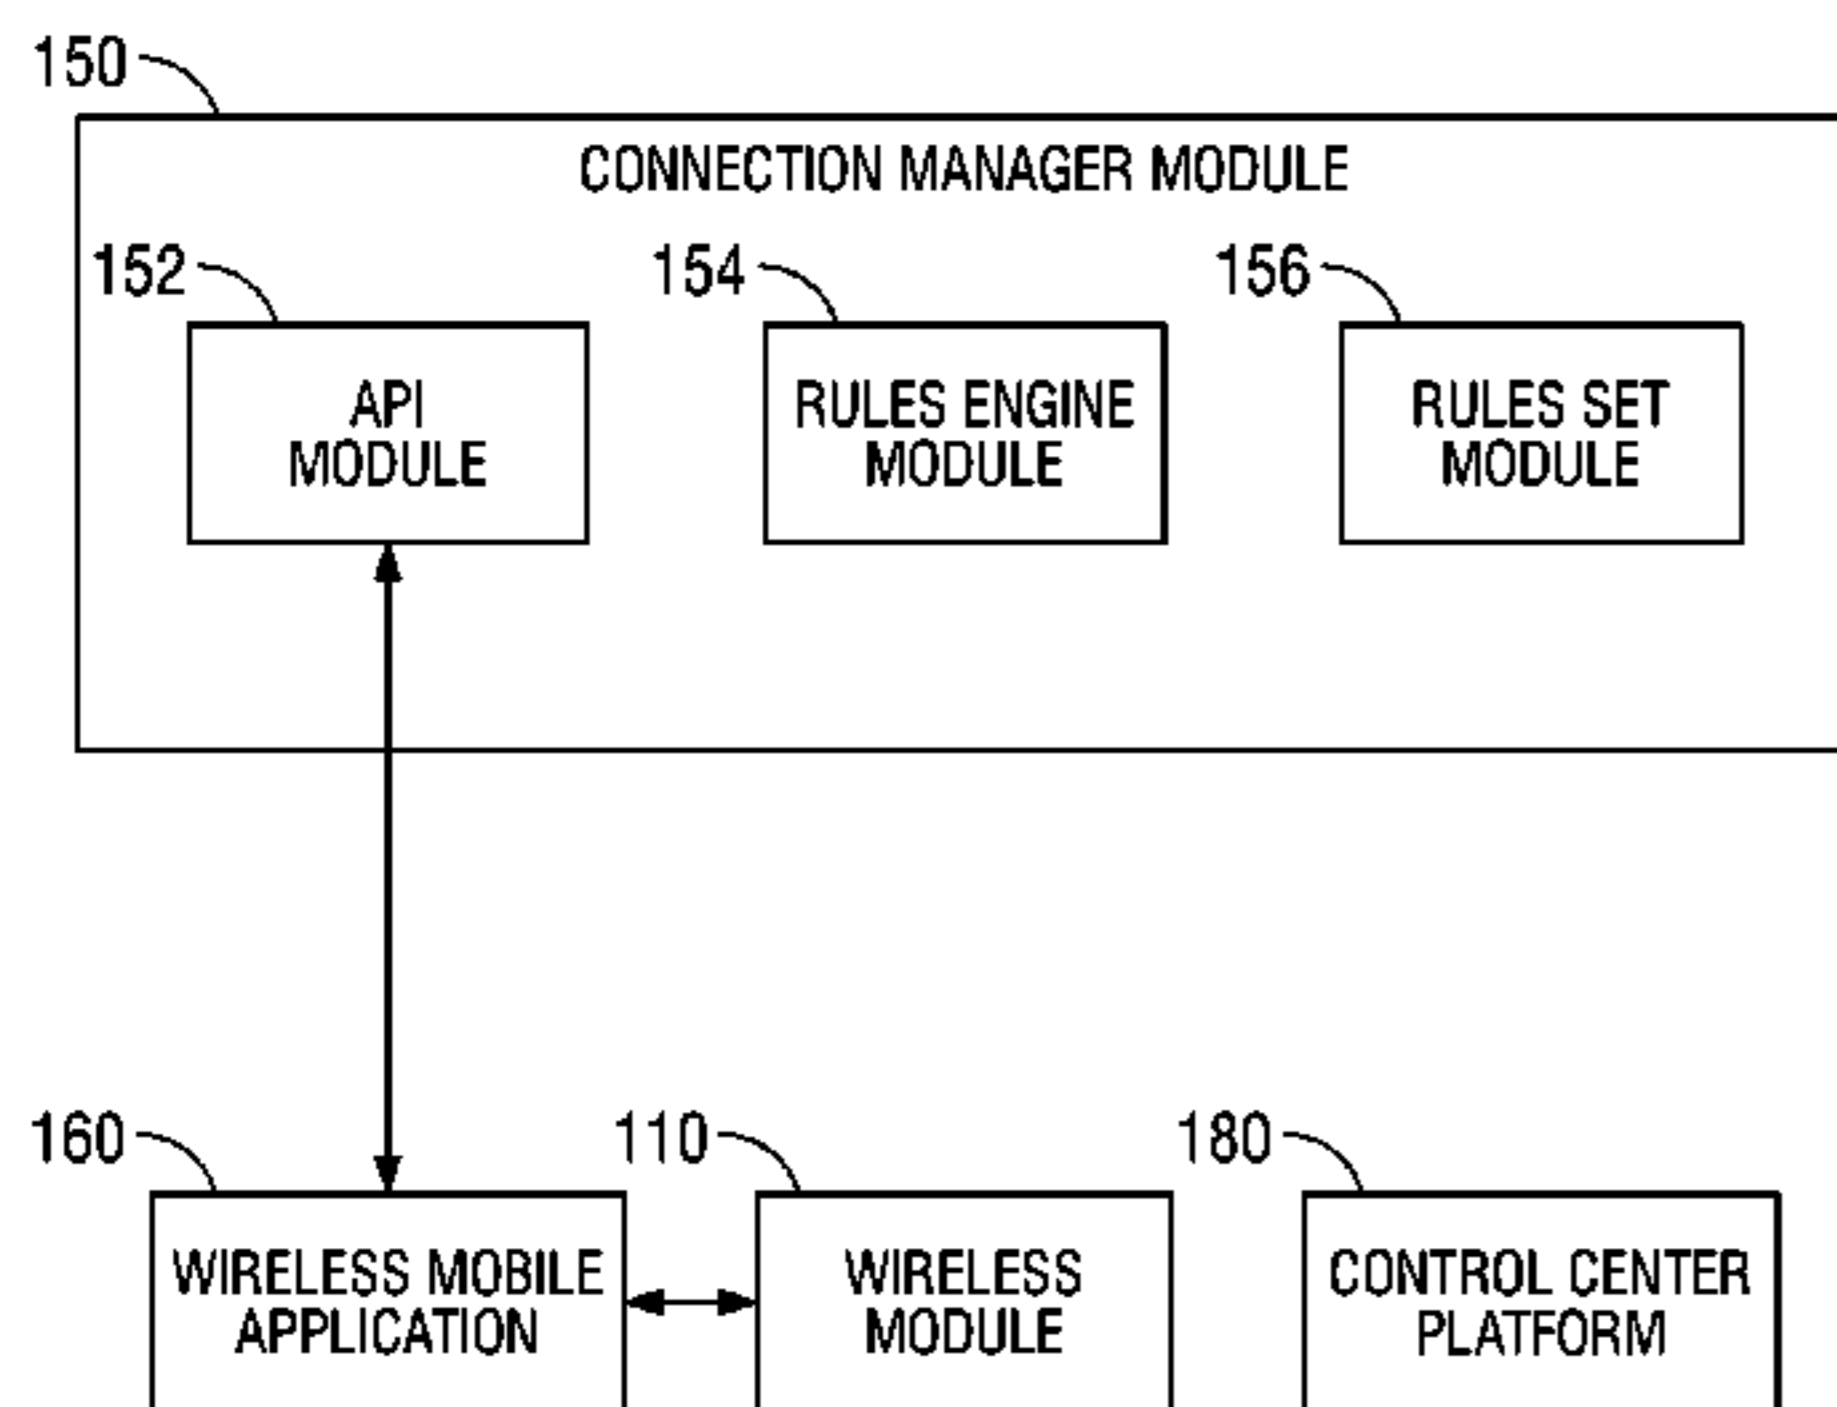 150
CONNECTION MANAGER MODULE
152
154
156
API
MODULE
RULES ENGINE
MODULE
RULES SET
MODULE
160
110
180
WIRELESS MOBILE
APPLICATION
WIRELESS
MODULE
CONTROL CENTER
PLATFORM